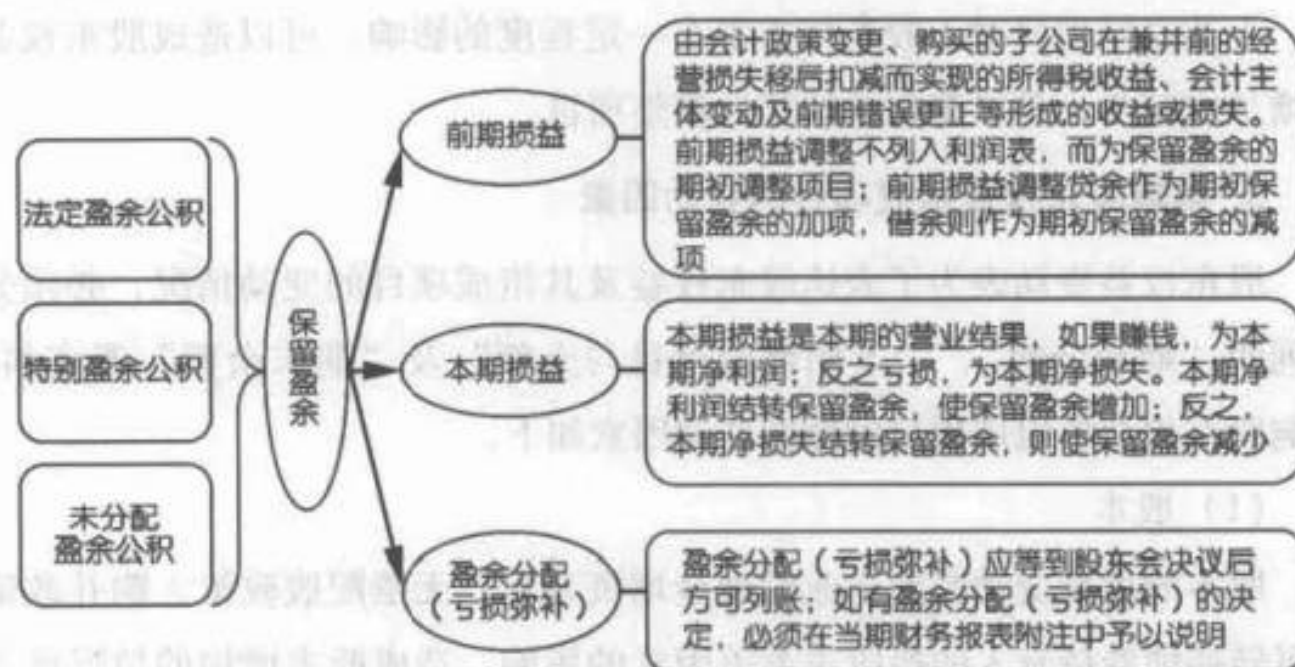 法定盈余公积
特别盈余公积
未分配
盈余公积
保留盈余
前期损益
本期损益
盈余分配
（亏损弥补）
由会计政策变更、购买的子公司在兼并前的经
营损失移后扣减而实现的所得税收益、会计主
体变动及前期错误更正等形成的收益或损失。
前期损益调整不列入利润表，而为保留盈余的
期初调整项目；前期损益调整贷余作为期初保
留盈余的加项，借余则作为期初保留盈余的减
项
本期损益是本期的营业结果，如果赚钱，为本
期净利润；反之亏损，为本期净损失。本期净
利润结转保留盈余，使保留盈余增加；反之，
本期净损失结转保留盈余，则使保留盈余减少
盈余分配（亏损弥补）应等到股东会决议后
方可列账；如有盈余分配（亏损弥补）的决
定，必须在当期财务报表附注中予以说明